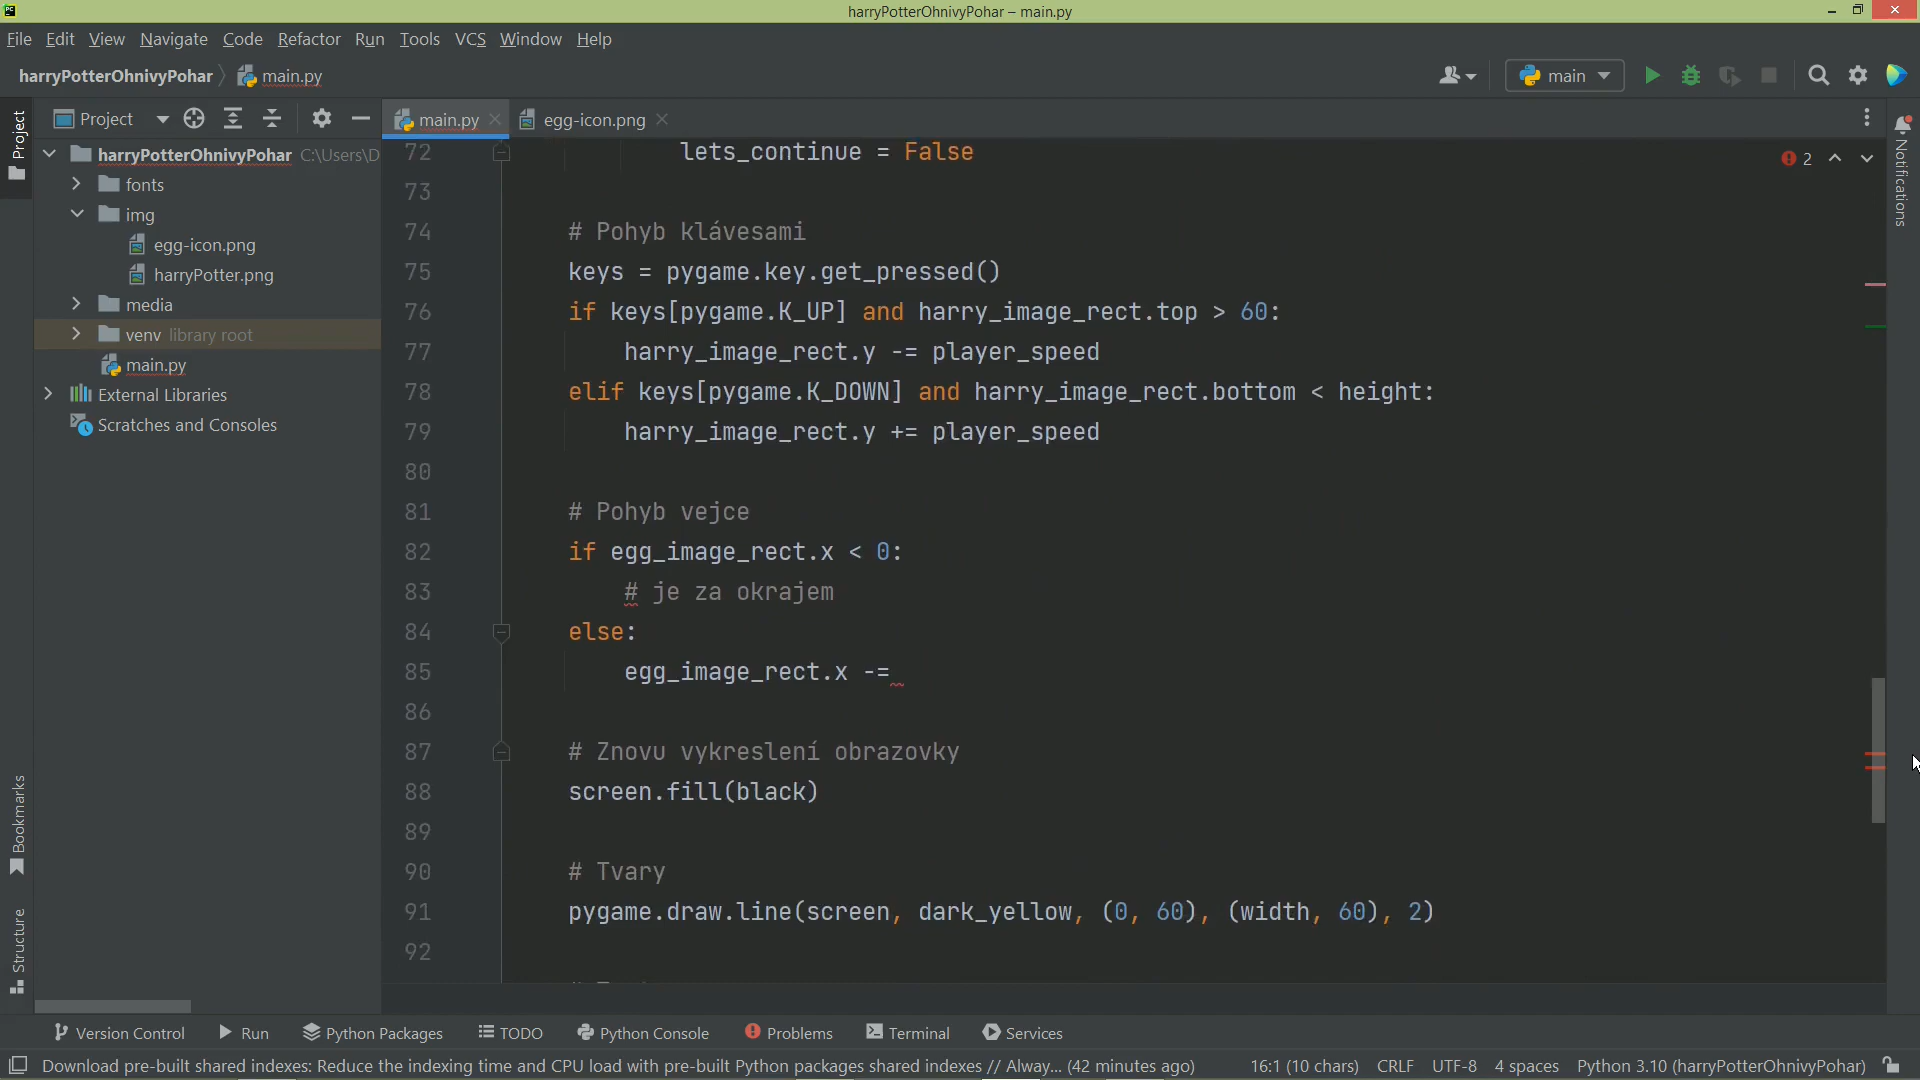 harryPotterOhnivyPohar – main.py
File Edit View Navigate Code Refactor Run Tools VCS Window Help
harryPotterOhnivyPohar main.py
main
Project
Project
main.py
egg-icon.png
Notifications
harryPotterOhnivyPohar C:\Users\D
fonts
img
egg-icon.png
harryPotter.png
media
venv library root
main.py
External Libraries
Scratches and Consoles
2
72 lets_continue = False
73
74 # Pohyb klávesami
75 keys = pygame.key.get_pressed()
76 if keys[pygame.K_UP] and harry_image_rect.top > 60:
77 harry_image_rect.y -= player_speed
78 elif keys[pygame.K_DOWN] and harry_image_rect.bottom < height:
79 harry_image_rect.y += player_speed
80
81 # Pohyb vejce
82 if egg_image_rect.x < 0:
83 # je za okrajem
84 else:
85 egg_image_rect.x -=
86
87 # Znovu vykreslení obrazovky
88 screen.fill(black)
89
90 # Tvary
91 pygame.draw.line(screen, dark_yellow, (0, 60), (width, 60), 2)
92
Bookmarks
Structure
Version Control Run Python Packages TODO Python Console Problems Terminal Services
Download pre-built shared indexes: Reduce the indexing time and CPU load with pre-built Python packages shared indexes // Alway... (42 minutes ago) 16:1 (10 chars) CRLF UTF-8 4 spaces Python 3.10 (harryPotterOhnivyPohar)